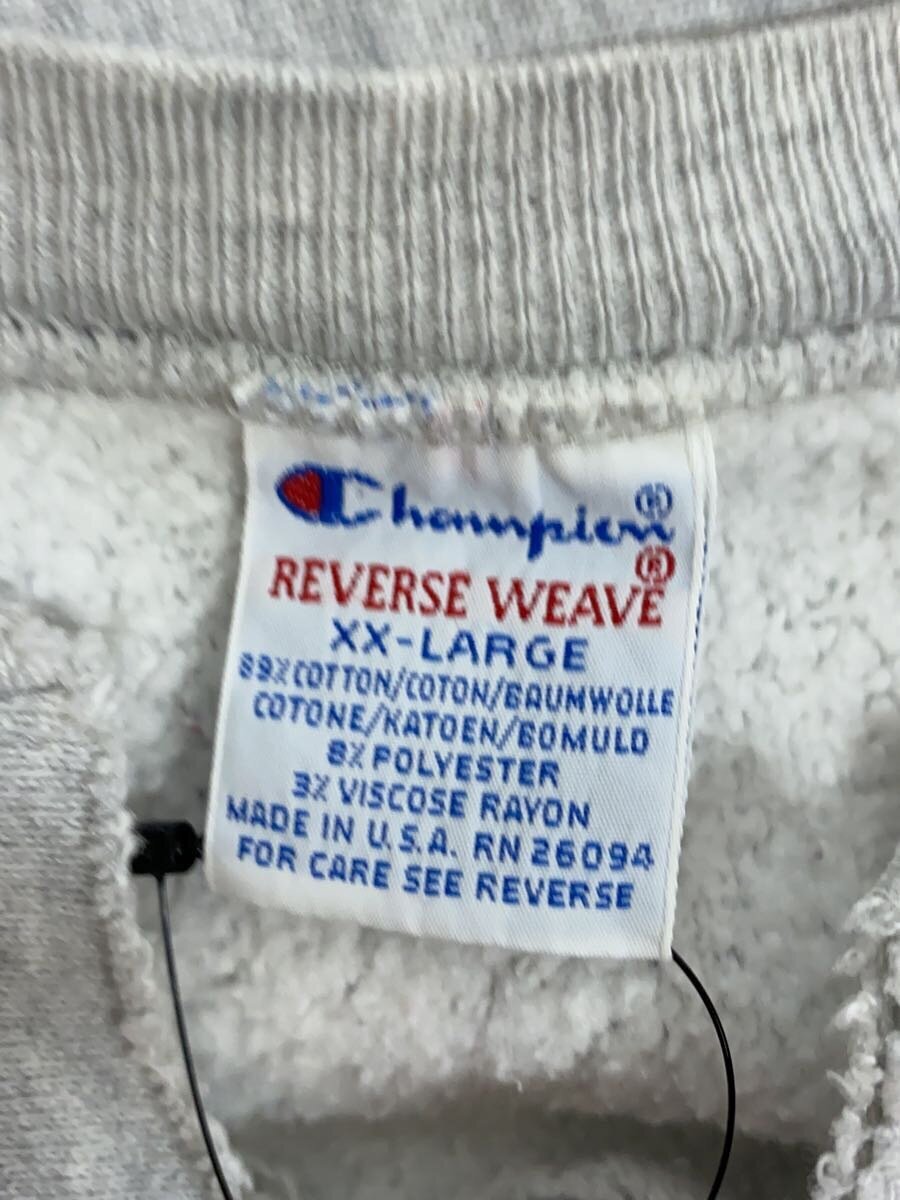 Champion®
REVERSE WEAVE®
XX-LARGE
89% COTTON/COTON/BAUMWOLLE
COTONE/KATOEN/BOMULD
8% POLYESTER
3% VISCOSE RAYON
MADE IN U.S.A. RN 26094
FOR CARE SEE REVERSE